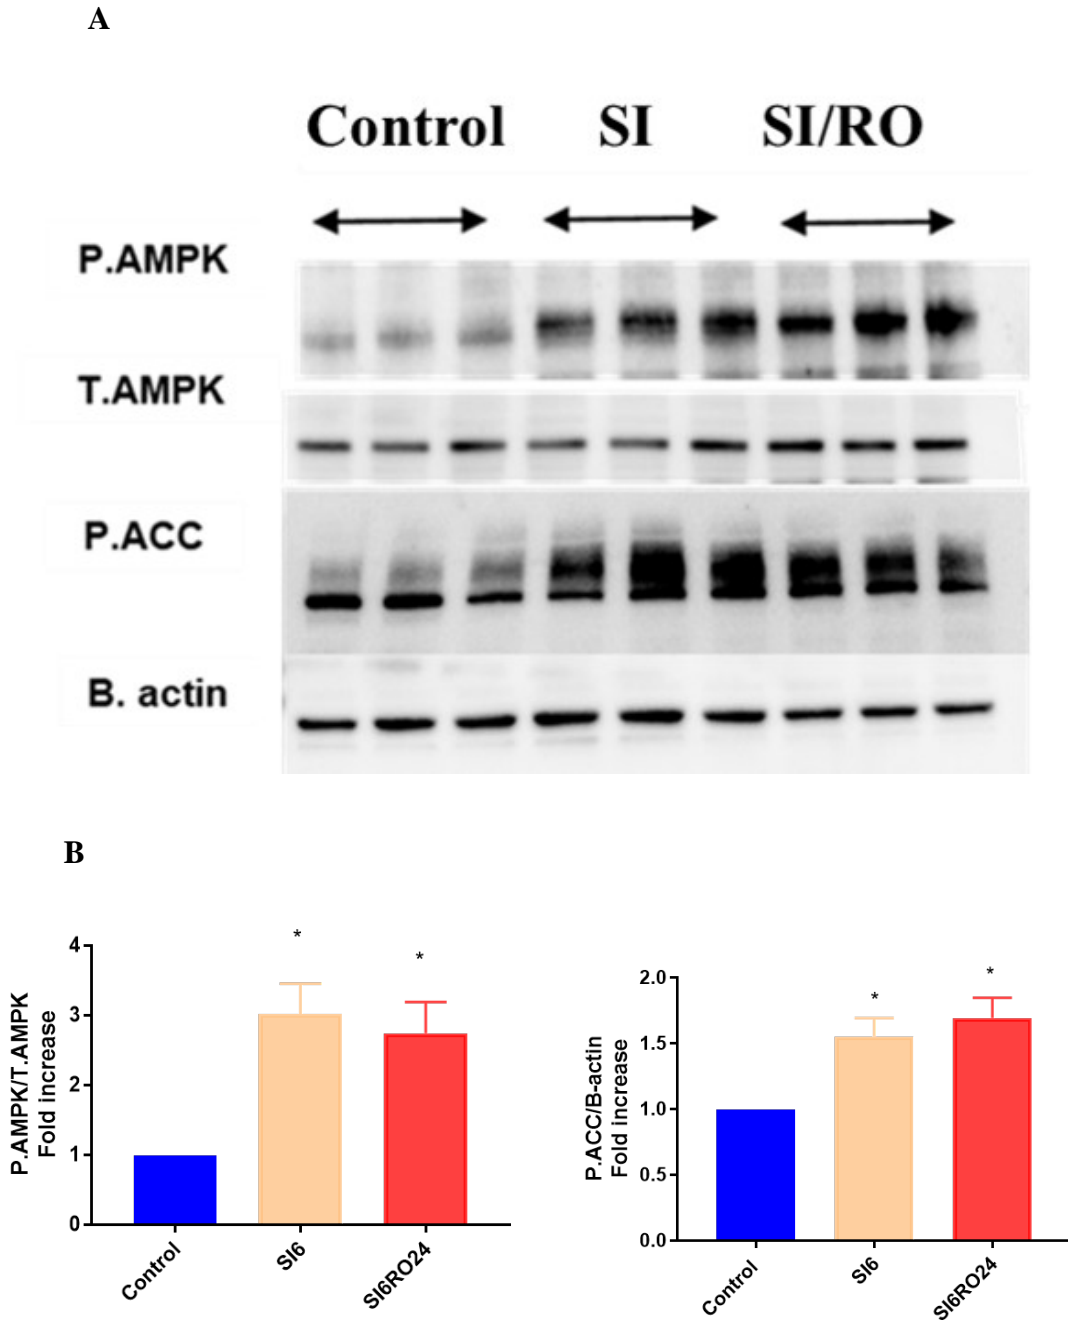 A
Control SI SI/RO
P.AMPK
T.AMPK
P.ACC
B. actin
B
P.AMPK/T.AMPK
Fold increase
4
3
2
1
0
*
*
Control
SI6
SI6RO24
P.ACC/B-actin
Fold increase
2.0
1.5
1.0
0.5
0.0
*
*
Control
SI6
SI6RO24